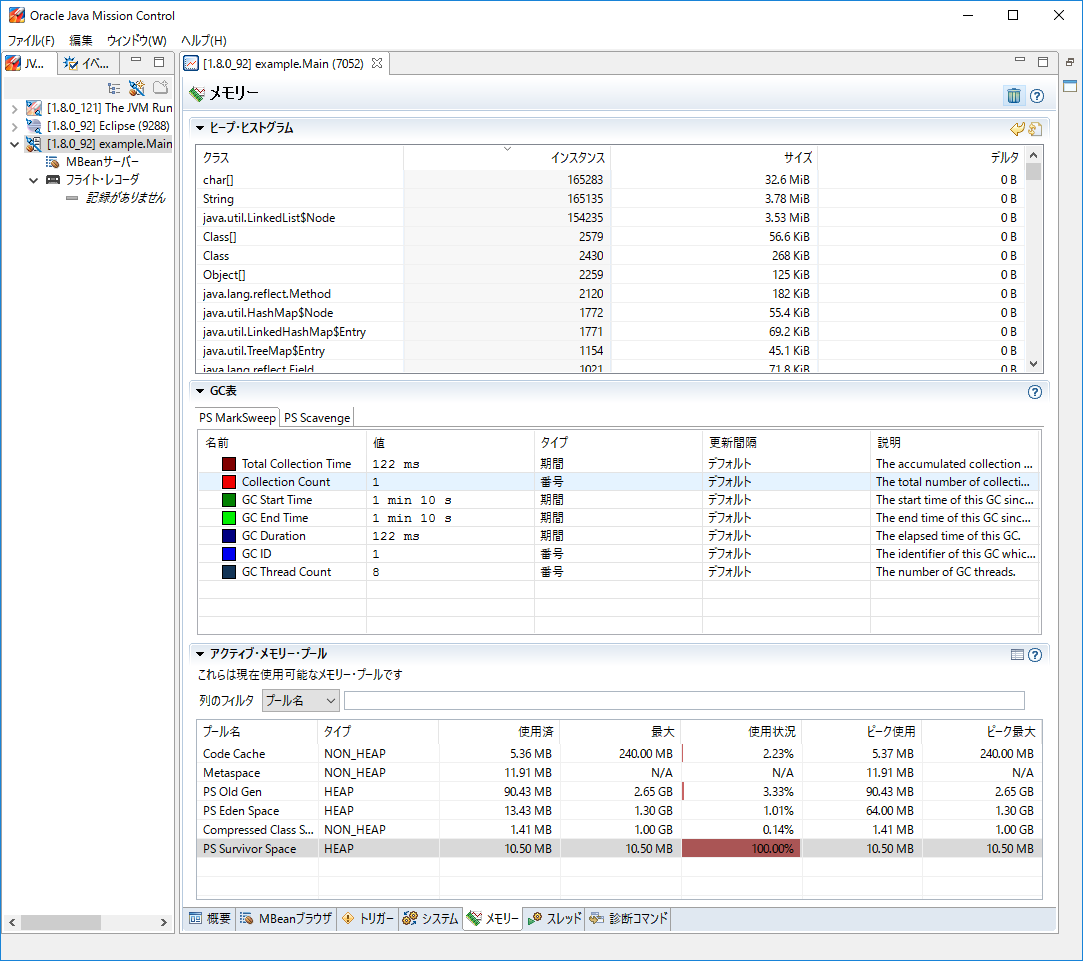 Oracle Java Mission Control
ファイル(F) 編集 ウィンドウ(W) ヘルプ(H)
JV... イベ... [1.8.0_92] example.Main (7052)
[1.8.0_121] The JVM Run
[1.8.0_92] Eclipse (9288)
[1.8.0_92] example.Main
MBeanサーバー
フライト・レコーダ
記録がありません
メモリー
ヒープ・ヒストグラム
クラス インスタンス サイズ デルタ
char[] 165283 32.6 MiB 0 B
String 165135 3.78 MiB 0 B
java.util.LinkedList$Node 154235 3.53 MiB 0 B
Class[] 2579 56.6 KiB 0 B
Class 2430 268 KiB 0 B
Object[] 2259 125 KiB 0 B
java.lang.reflect.Method 2120 182 KiB 0 B
java.util.HashMap$Node 1772 55.4 KiB 0 B
java.util.LinkedHashMap$Entry 1771 69.2 KiB 0 B
java.util.TreeMap$Entry 1154 45.1 KiB 0 B
java.lang.reflect.Field 1021 71.8 KiB 0 B
GC表
PS MarkSweep PS Scavenge
名前 値 タイプ 更新間隔 説明
Total Collection Time 122 ms 期間 デフォルト The accumulated collection ...
Collection Count 1 番号 デフォルト The total number of collecti...
GC Start Time 1 min 10 s 期間 デフォルト The start time of this GC sinc...
GC End Time 1 min 10 s 期間 デフォルト The end time of this GC sinc...
GC Duration 122 ms 期間 デフォルト The elapsed time of this GC.
GC ID 1 番号 デフォルト The identifier of this GC whic...
GC Thread Count 8 番号 デフォルト The number of GC threads.
アクティブ・メモリー・プール
これらは現在使用可能なメモリー・プールです
列のフィルタ プール名
プール名 タイプ 使用済 最大 使用状況 ピーク使用 ピーク最大
Code Cache NON_HEAP 5.36 MB 240.00 MB 2.23% 5.37 MB 240.00 MB
Metaspace NON_HEAP 11.91 MB N/A N/A 11.91 MB N/A
PS Old Gen HEAP 90.43 MB 2.65 GB 3.33% 90.43 MB 2.65 GB
PS Eden Space HEAP 13.43 MB 1.30 GB 1.01% 64.00 MB 1.30 GB
Compressed Class S... NON_HEAP 1.41 MB 1.00 GB 0.14% 1.41 MB 1.00 GB
PS Survivor Space HEAP 10.50 MB 10.50 MB 100.00% 10.50 MB 10.50 MB
概要 MBeanブラウザ トリガー システム メモリー スレッド 診断コマンド